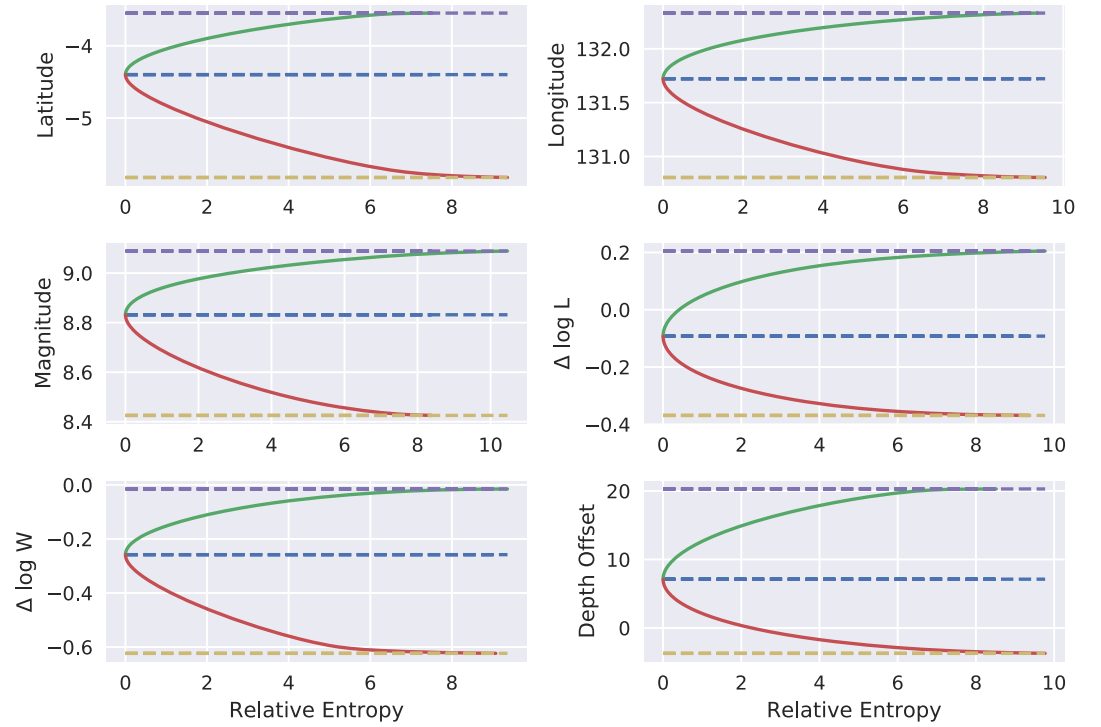 −4
−5
Latitude
0 2 4 6 8
132.0
131.5
131.0
Longitude
0 2 4 6 8 10
9.0
8.8
8.6
8.4
Magnitude
0 2 4 6 8 10
0.2
0.0
−0.2
−0.4
Δ log L
0 2 4 6 8 10
0.0
−0.2
−0.4
−0.6
Δ log W
0 2 4 6 8
Relative Entropy
20
10
0
Depth Offset
0 2 4 6 8 10
Relative Entropy